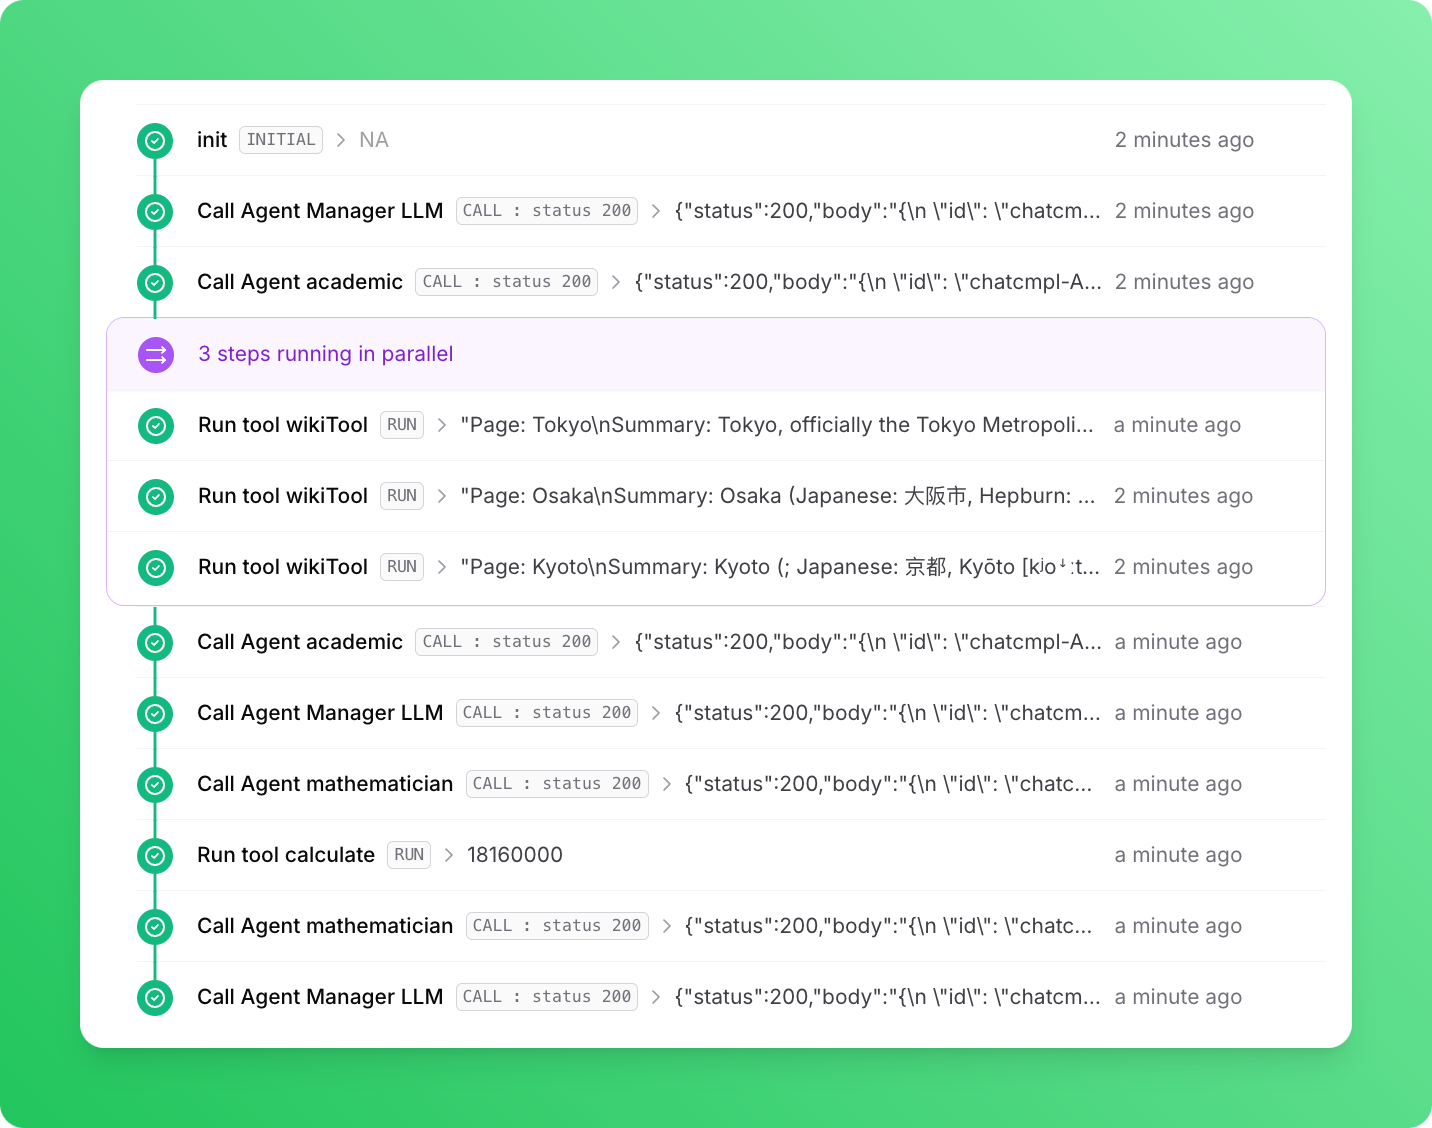 init INITIAL > NA 2 minutes ago
Call Agent Manager LLM CALL : status 200 > {"status":200,"body":"{\n \"id\": \"chatcm... 2 minutes ago
Call Agent academic CALL : status 200 > {"status":200,"body":"{\n \"id\": \"chatcmpl-A... 2 minutes ago
3 steps running in parallel
Run tool wikiTool RUN > "Page: Tokyo\nSummary: Tokyo, officially the Tokyo Metropoli... a minute ago
Run tool wikiTool RUN > "Page: Osaka\nSummary: Osaka (Japanese: 大阪市, Hepburn: ... 2 minutes ago
Run tool wikiTool RUN > "Page: Kyoto\nSummary: Kyoto (; Japanese: 京都, Kyōto [kʲoꜜːt... 2 minutes ago
Call Agent academic CALL : status 200 > {"status":200,"body":"{\n \"id\": \"chatcmpl-A... a minute ago
Call Agent Manager LLM CALL : status 200 > {"status":200,"body":"{\n \"id\": \"chatcm... a minute ago
Call Agent mathematician CALL : status 200 > {"status":200,"body":"{\n \"id\": \"chatc... a minute ago
Run tool calculate RUN > 18160000 a minute ago
Call Agent mathematician CALL : status 200 > {"status":200,"body":"{\n \"id\": \"chatc... a minute ago
Call Agent Manager LLM CALL : status 200 > {"status":200,"body":"{\n \"id\": \"chatcm... a minute ago